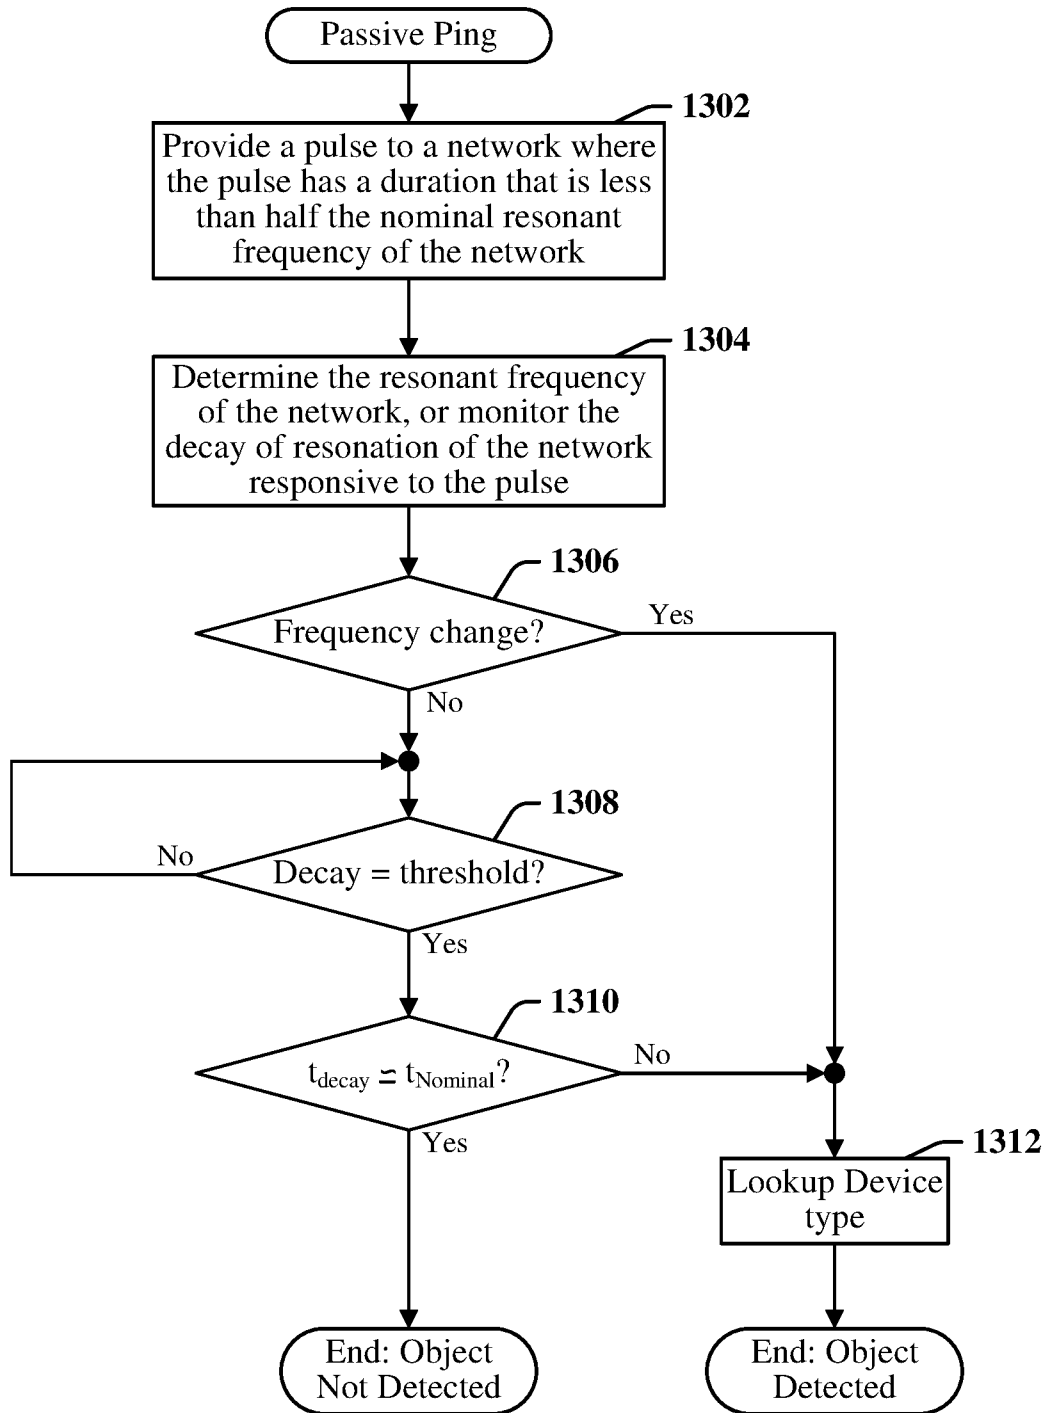 Passive Ping
1302
Provide a pulse to a network where
the pulse has a duration that is less
than half the nominal resonant
frequency of the network
1304
Determine the resonant frequency
of the network, or monitor the
decay of resonation of the network
responsive to the pulse
1306
Frequency change?
Yes
No
1308
Decay = threshold?
No
Yes
1310
tdecay ≃ tNominal?
No
Yes
1312
Lookup Device
type
End: Object
Not Detected
End: Object
Detected